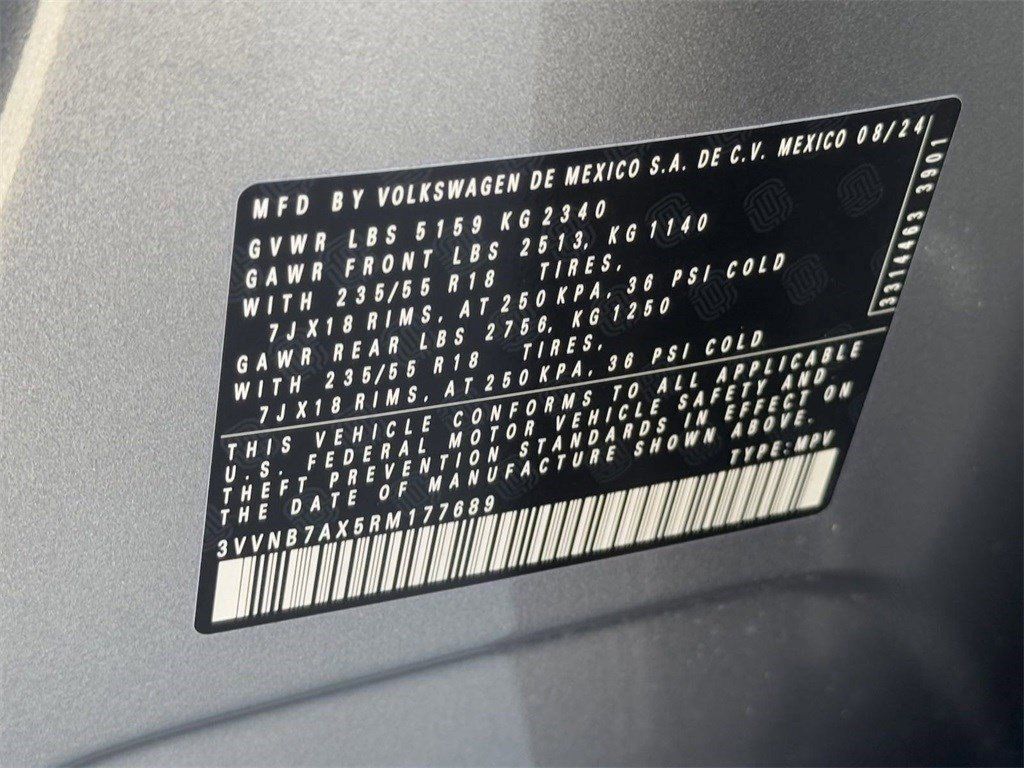 MFD BY VOLKSWAGEN DE MEXICO S.A. DE C.V. MEXICO 08/24
GVWR LBS 5159 KG 2340
GAWR FRONT LBS 2513, KG 1140
WITH 235/55 R18 TIRES,
7JX18 RIMS, AT 250 KPA, 36 PSI COLD
GAWR REAR LBS 2756, KG 1250
WITH 235/55 R18 TIRES,
7JX18 RIMS, AT 250 KPA, 36 PSI COLD
3314463 3901
THIS VEHICLE CONFORMS TO ALL APPLICABLE
U.S. FEDERAL MOTOR VEHICLE SAFETY AND
THEFT PREVENTION STANDARDS IN EFFECT ON
THE DATE OF MANUFACTURE SHOWN ABOVE.
TYPE: MPV
3VVNB7AX5RM177689